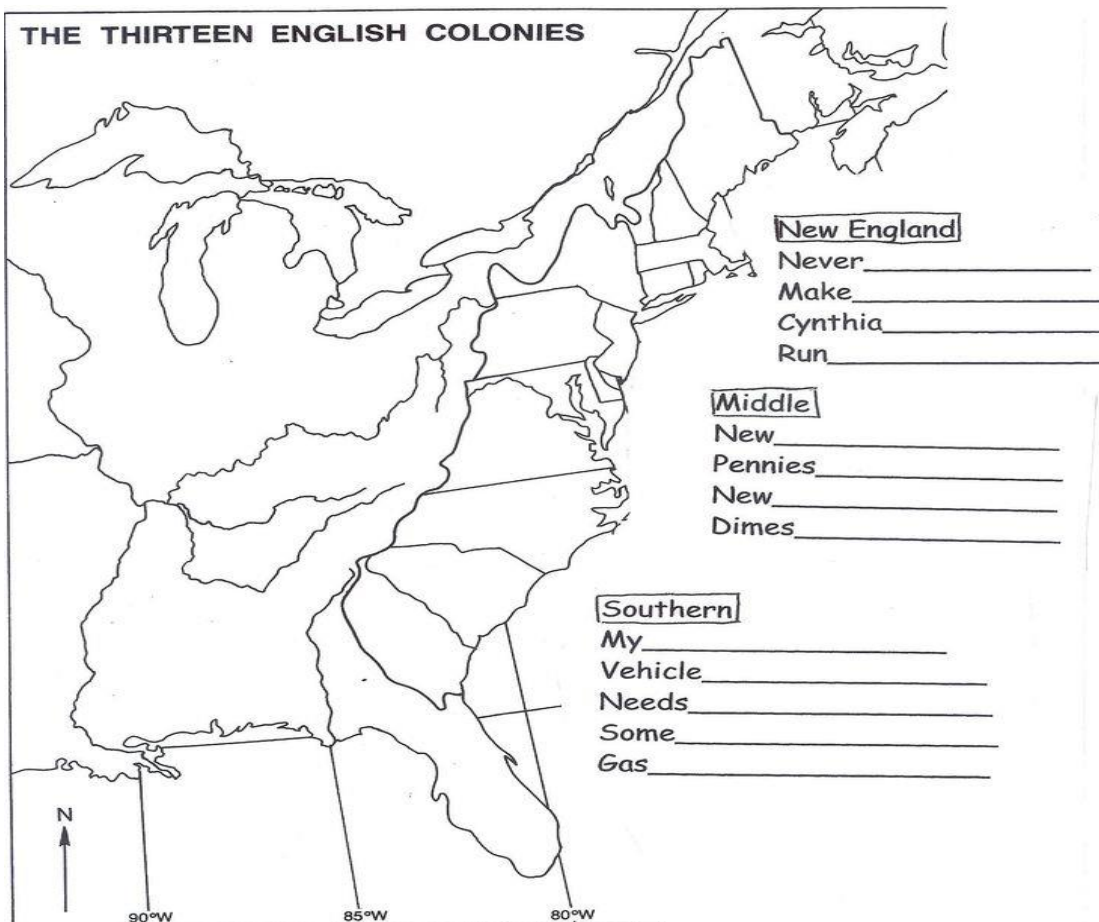 THE THIRTEEN ENGLISH COLONIES
New England
Never
Make
Cynthia
Run
Middle
New
Pennies
New
Dimes
Southern
My
Vehicle
Needs
Some
Gas
N
90°W
85°W
80°W